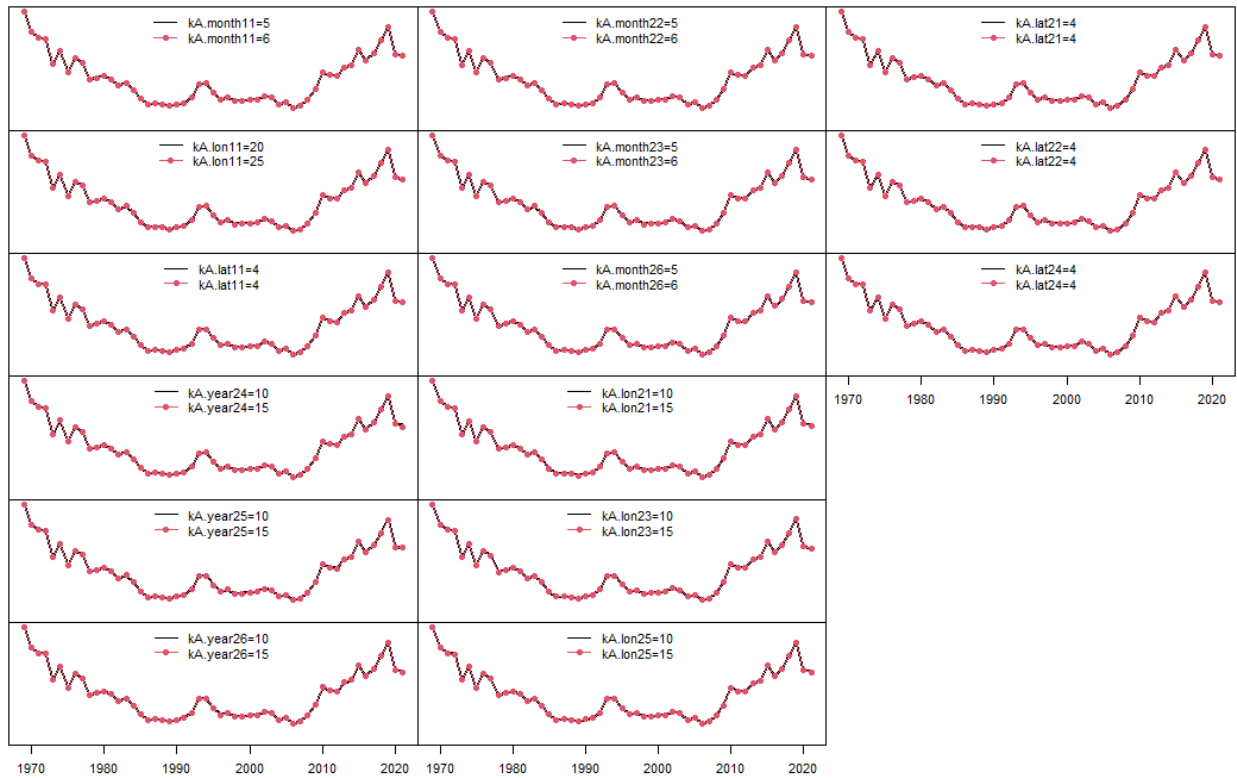 kA.month11=5
kA.month11=6
kA.month22=5
kA.month22=6
kA.lat21=4
kA.lat21=4
kA.lon11=20
kA.lon11=25
kA.month23=5
kA.month23=6
kA.lat22=4
kA.lat22=4
kA.lat11=4
kA.lat11=4
kA.month26=5
kA.month26=6
kA.lat24=4
kA.lat24=4
1970 1980 1990 2000 2010 2020
kA.year24=10
kA.year24=15
kA.lon21=10
kA.lon21=15
kA.year25=10
kA.year25=15
kA.lon23=10
kA.lon23=15
kA.year26=10
kA.year26=15
kA.lon25=10
kA.lon25=15
1970 1980 1990 2000 2010 2020
1970 1980 1990 2000 2010 2020